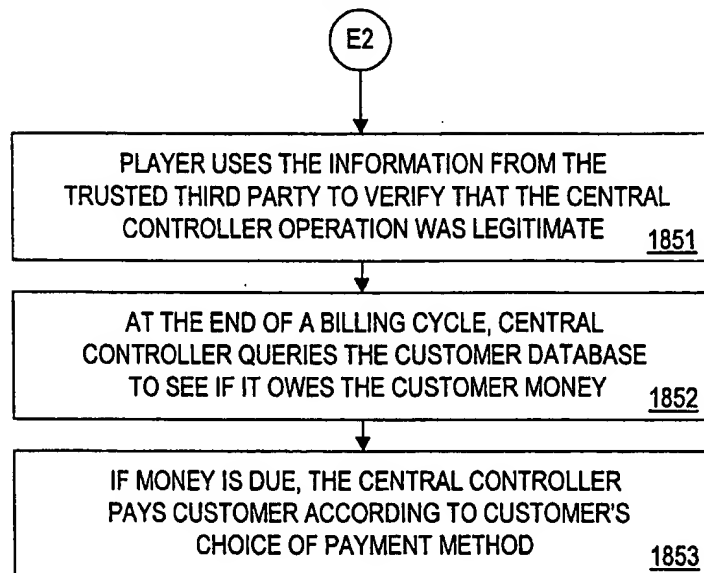 E2
PLAYER USES THE INFORMATION FROM THE
TRUSTED THIRD PARTY TO VERIFY THAT THE CENTRAL
CONTROLLER OPERATION WAS LEGITIMATE
1851
AT THE END OF A BILLING CYCLE, CENTRAL
CONTROLLER QUERIES THE CUSTOMER DATABASE
TO SEE IF IT OWES THE CUSTOMER MONEY
1852
IF MONEY IS DUE, THE CENTRAL CONTROLLER
PAYS CUSTOMER ACCORDING TO CUSTOMER'S
CHOICE OF PAYMENT METHOD
1853